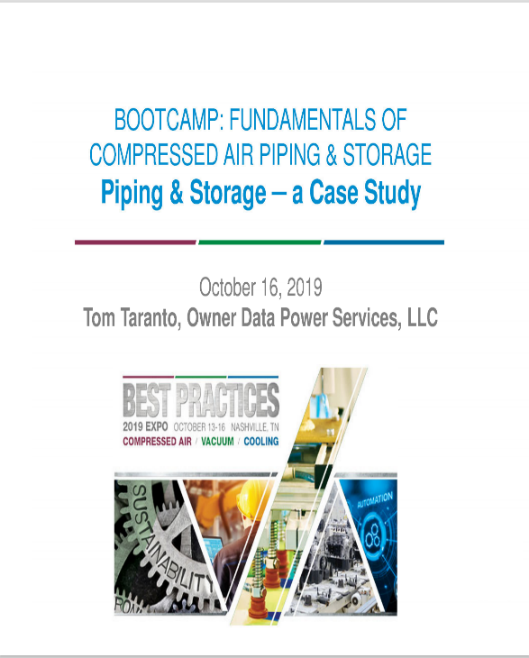 BOOTCAMP: FUNDAMENTALS OF
COMPRESSED AIR PIPING & STORAGE
Piping & Storage – a Case Study
October 16, 2019
Tom Taranto, Owner Data Power Services, LLC
BEST PRACTICES
2019 EXPO OCTOBER 13-16 NASHVILLE, TN
COMPRESSED AIR / VACUUM / COOLING
SUSTAINABILITY
AUTOMATION